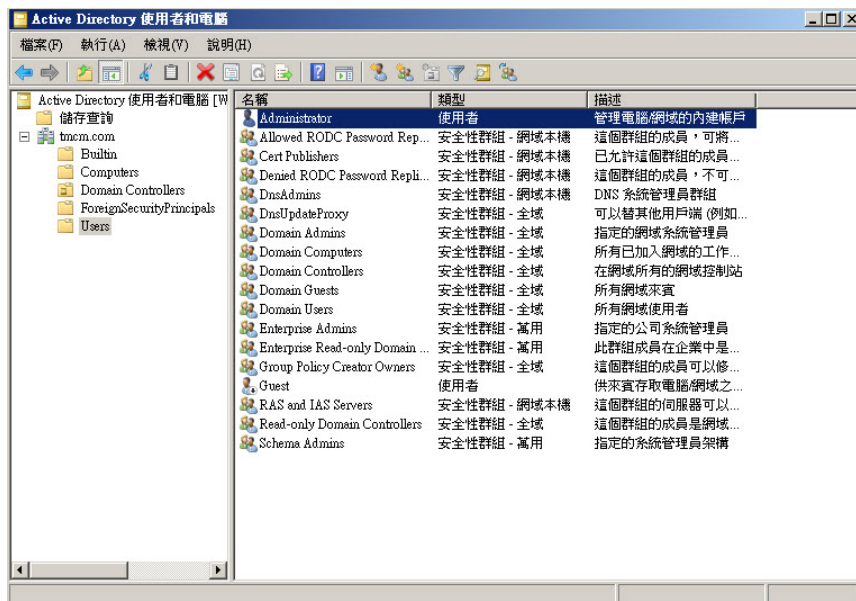 Active Directory 使用者和電腦
檔案(F) 執行(A) 檢視(V) 說明(H)
Active Directory 使用者和電腦 [W
儲存查詢
tmcm.com
Builtin
Computers
Domain Controllers
ForeignSecurityPrincipals
Users
名稱 類型 描述
Administrator 使用者 管理電腦/網域的內建帳戶
Allowed RODC Password Rep... 安全性群組 - 網域本機 這個群組的成員，可將...
Cert Publishers 安全性群組 - 網域本機 已允許這個群組的成員...
Denied RODC Password Repli... 安全性群組 - 網域本機 這個群組的成員，不可...
DnsAdmins 安全性群組 - 網域本機 DNS 系統管理員群組
DnsUpdateProxy 安全性群組 - 全域 可以替其他用戶端 (例如...
Domain Admins 安全性群組 - 全域 指定的網域系統管理員
Domain Computers 安全性群組 - 全域 所有已加入網域的工作...
Domain Controllers 安全性群組 - 全域 在網域所有的網域控制站
Domain Guests 安全性群組 - 全域 所有網域來賓
Domain Users 安全性群組 - 全域 所有網域使用者
Enterprise Admins 安全性群組 - 萬用 指定的公司系統管理員
Enterprise Read-only Domain ... 安全性群組 - 萬用 此群組成員在企業中是...
Group Policy Creator Owners 安全性群組 - 全域 這個群組的成員可以修...
Guest 使用者 供來賓存取電腦/網域之...
RAS and IAS Servers 安全性群組 - 網域本機 這個群組的伺服器可以...
Read-only Domain Controllers 安全性群組 - 全域 這個群組的成員是網域...
Schema Admins 安全性群組 - 萬用 指定的系統管理員架構